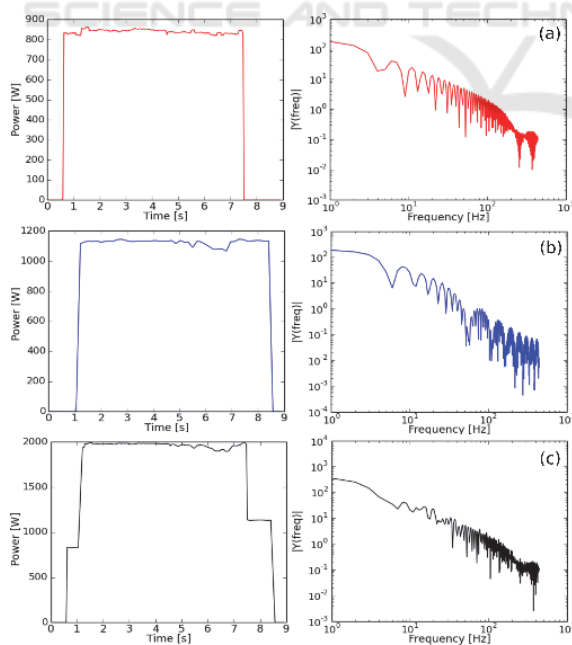 SCIENCE AND TECHN
900
800
700
600
500
400
300
200
100
0
Power [W]
0 1 2 3 4 5 6 7 8 9
Time [s]
(a)
10³
10²
10¹
10⁰
10⁻¹
10⁻²
10⁻³
|Y(freq)|
10⁰ 10¹ 10² 10³
Frequency [Hz]
1200
1000
800
600
400
200
0
Power [W]
0 1 2 3 4 5 6 7 8 9
Time [s]
(b)
10³
10²
10¹
10⁰
10⁻¹
10⁻²
10⁻³
10⁻⁴
|Y(freq)|
10⁰ 10¹ 10² 10³
Frequency [Hz]
2000
1500
1000
500
0
Power [W]
0 1 2 3 4 5 6 7 8 9
Time [s]
(c)
10⁴
10³
10²
10¹
10⁰
10⁻¹
10⁻²
10⁻³
|Y(freq)|
10⁰ 10¹ 10² 10³
Frequency [Hz]